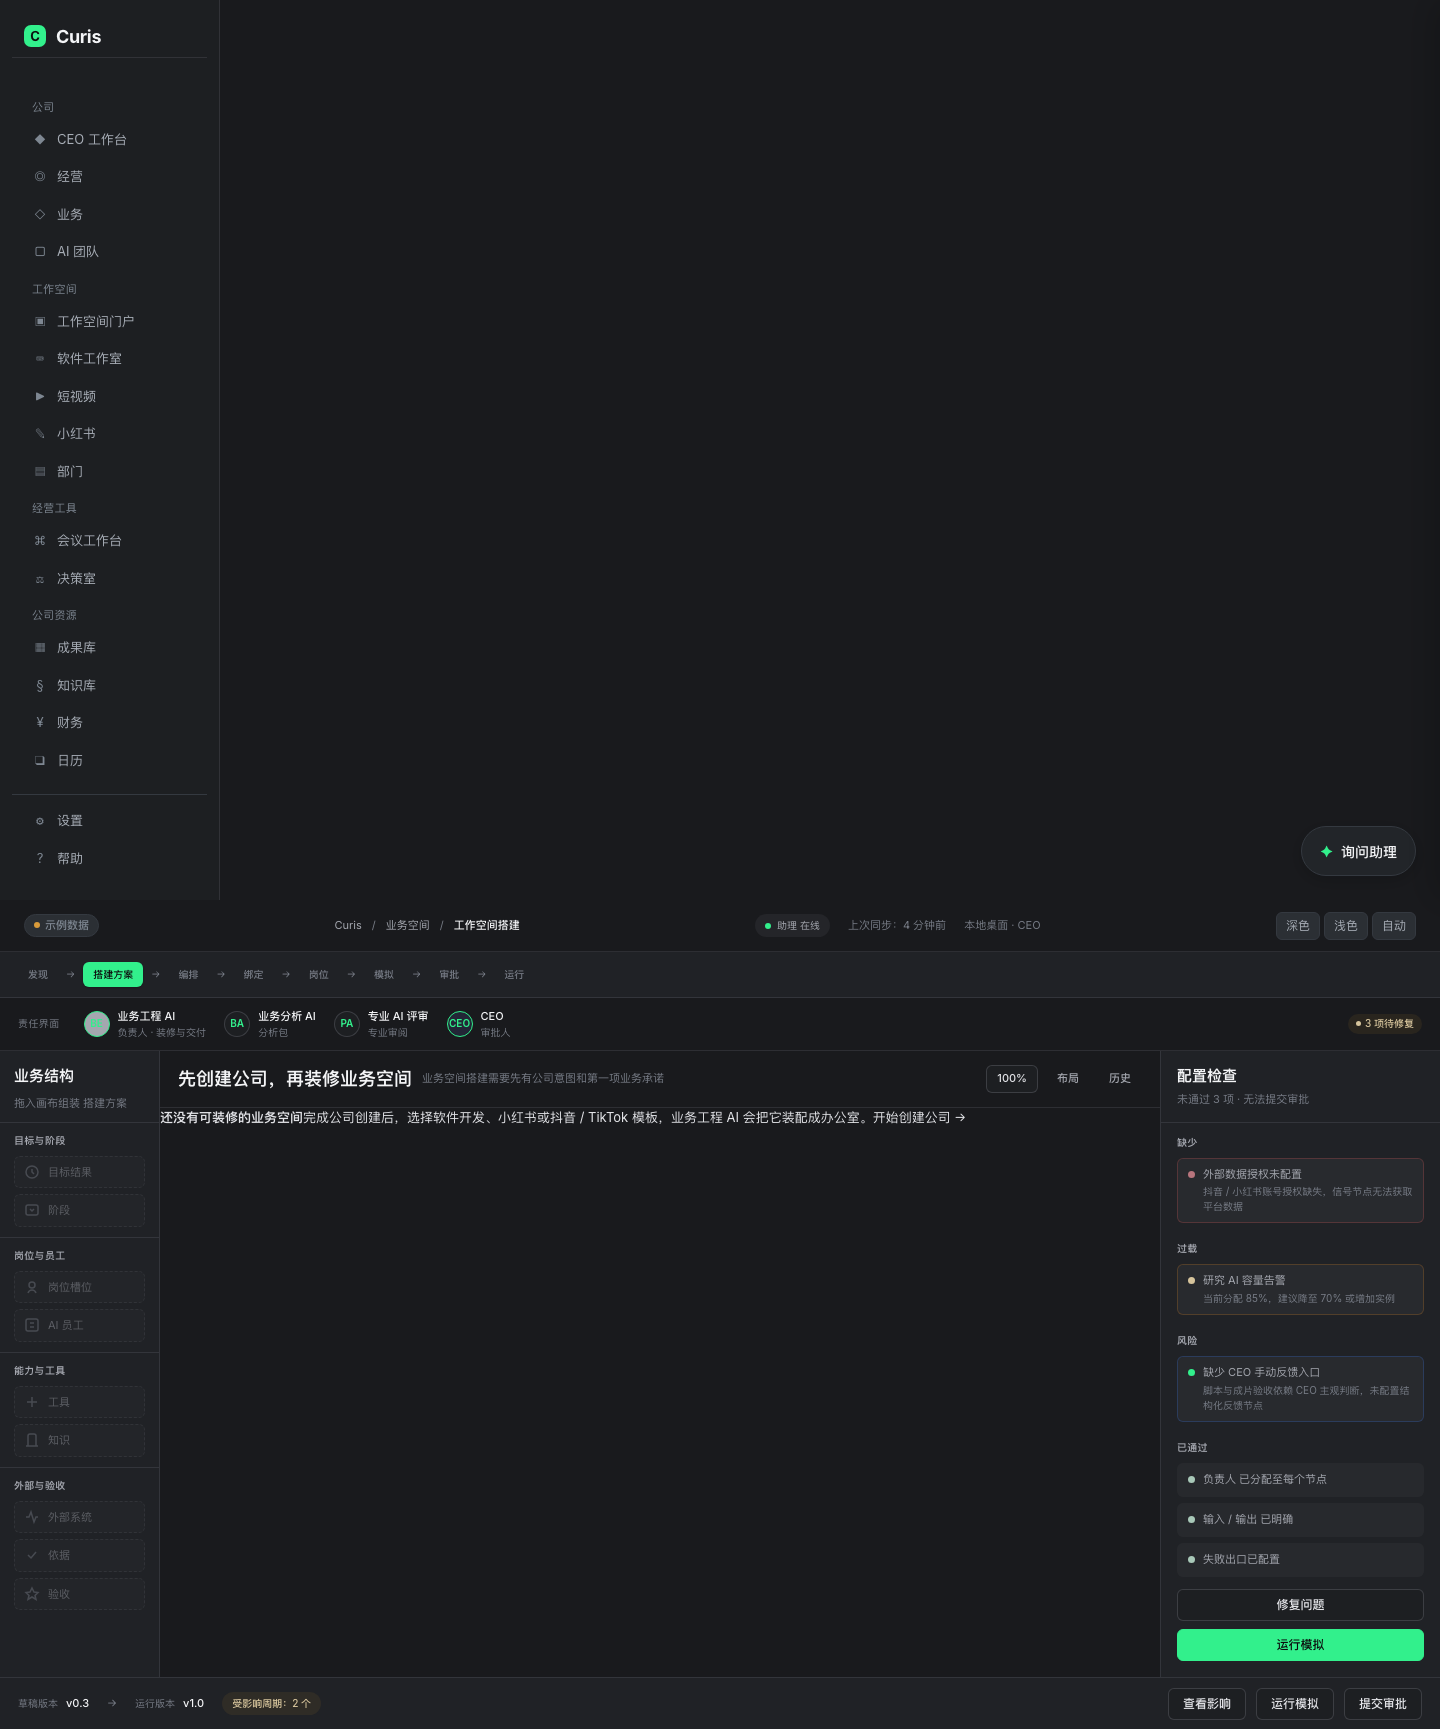 C Curis
公司
CEO 工作台
经营
业务
AI 团队
工作空间
工作空间门户
软件工作室
短视频
小红书
部门
经营工具
会议工作台
决策室
公司资源
成果库
§ 知识库
¥ 财务
日历
设置
? 帮助
询问助理
示例数据
Curis / 业务空间 / 工作空间搭建
助理 在线
上次同步：4 分钟前
本地桌面 · CEO
深色
浅色
自动
发现 → 搭建方案 → 编排 → 绑定 → 岗位 → 模拟 → 审批 → 运行
责任界面
业务工程 AI
负责人 · 装修与交付
BA
业务分析 AI
分析包
PA
专业 AI 评审
专业审阅
CEO
CEO
审批人
3 项待修复
业务结构
拖入画布组装 搭建方案
目标与阶段
目标结果
阶段
岗位与员工
岗位槽位
AI 员工
能力与工具
工具
知识
外部与验收
外部系统
依据
验收
先创建公司，再装修业务空间
业务空间搭建需要先有公司意图和第一项业务承诺
100%
布局
历史
还没有可装修的业务空间完成公司创建后，选择软件开发、小红书或抖音 / TikTok 模板，业务工程 AI 会把它装配成办公室。开始创建公司 →
配置检查
未通过 3 项 · 无法提交审批
缺少
外部数据授权未配置
抖音 / 小红书账号授权缺失，信号节点无法获取
平台数据
过载
研究 AI 容量告警
当前分配 85%，建议降至 70% 或增加实例
风险
缺少 CEO 手动反馈入口
脚本与成片验收依赖 CEO 主观判断，未配置结
构化反馈节点
已通过
负责人 已分配至每个节点
输入 / 输出 已明确
失败出口已配置
修复问题
运行模拟
草稿版本 v0.3 → 运行版本 v1.0
受影响周期：2 个
查看影响
运行模拟
提交审批